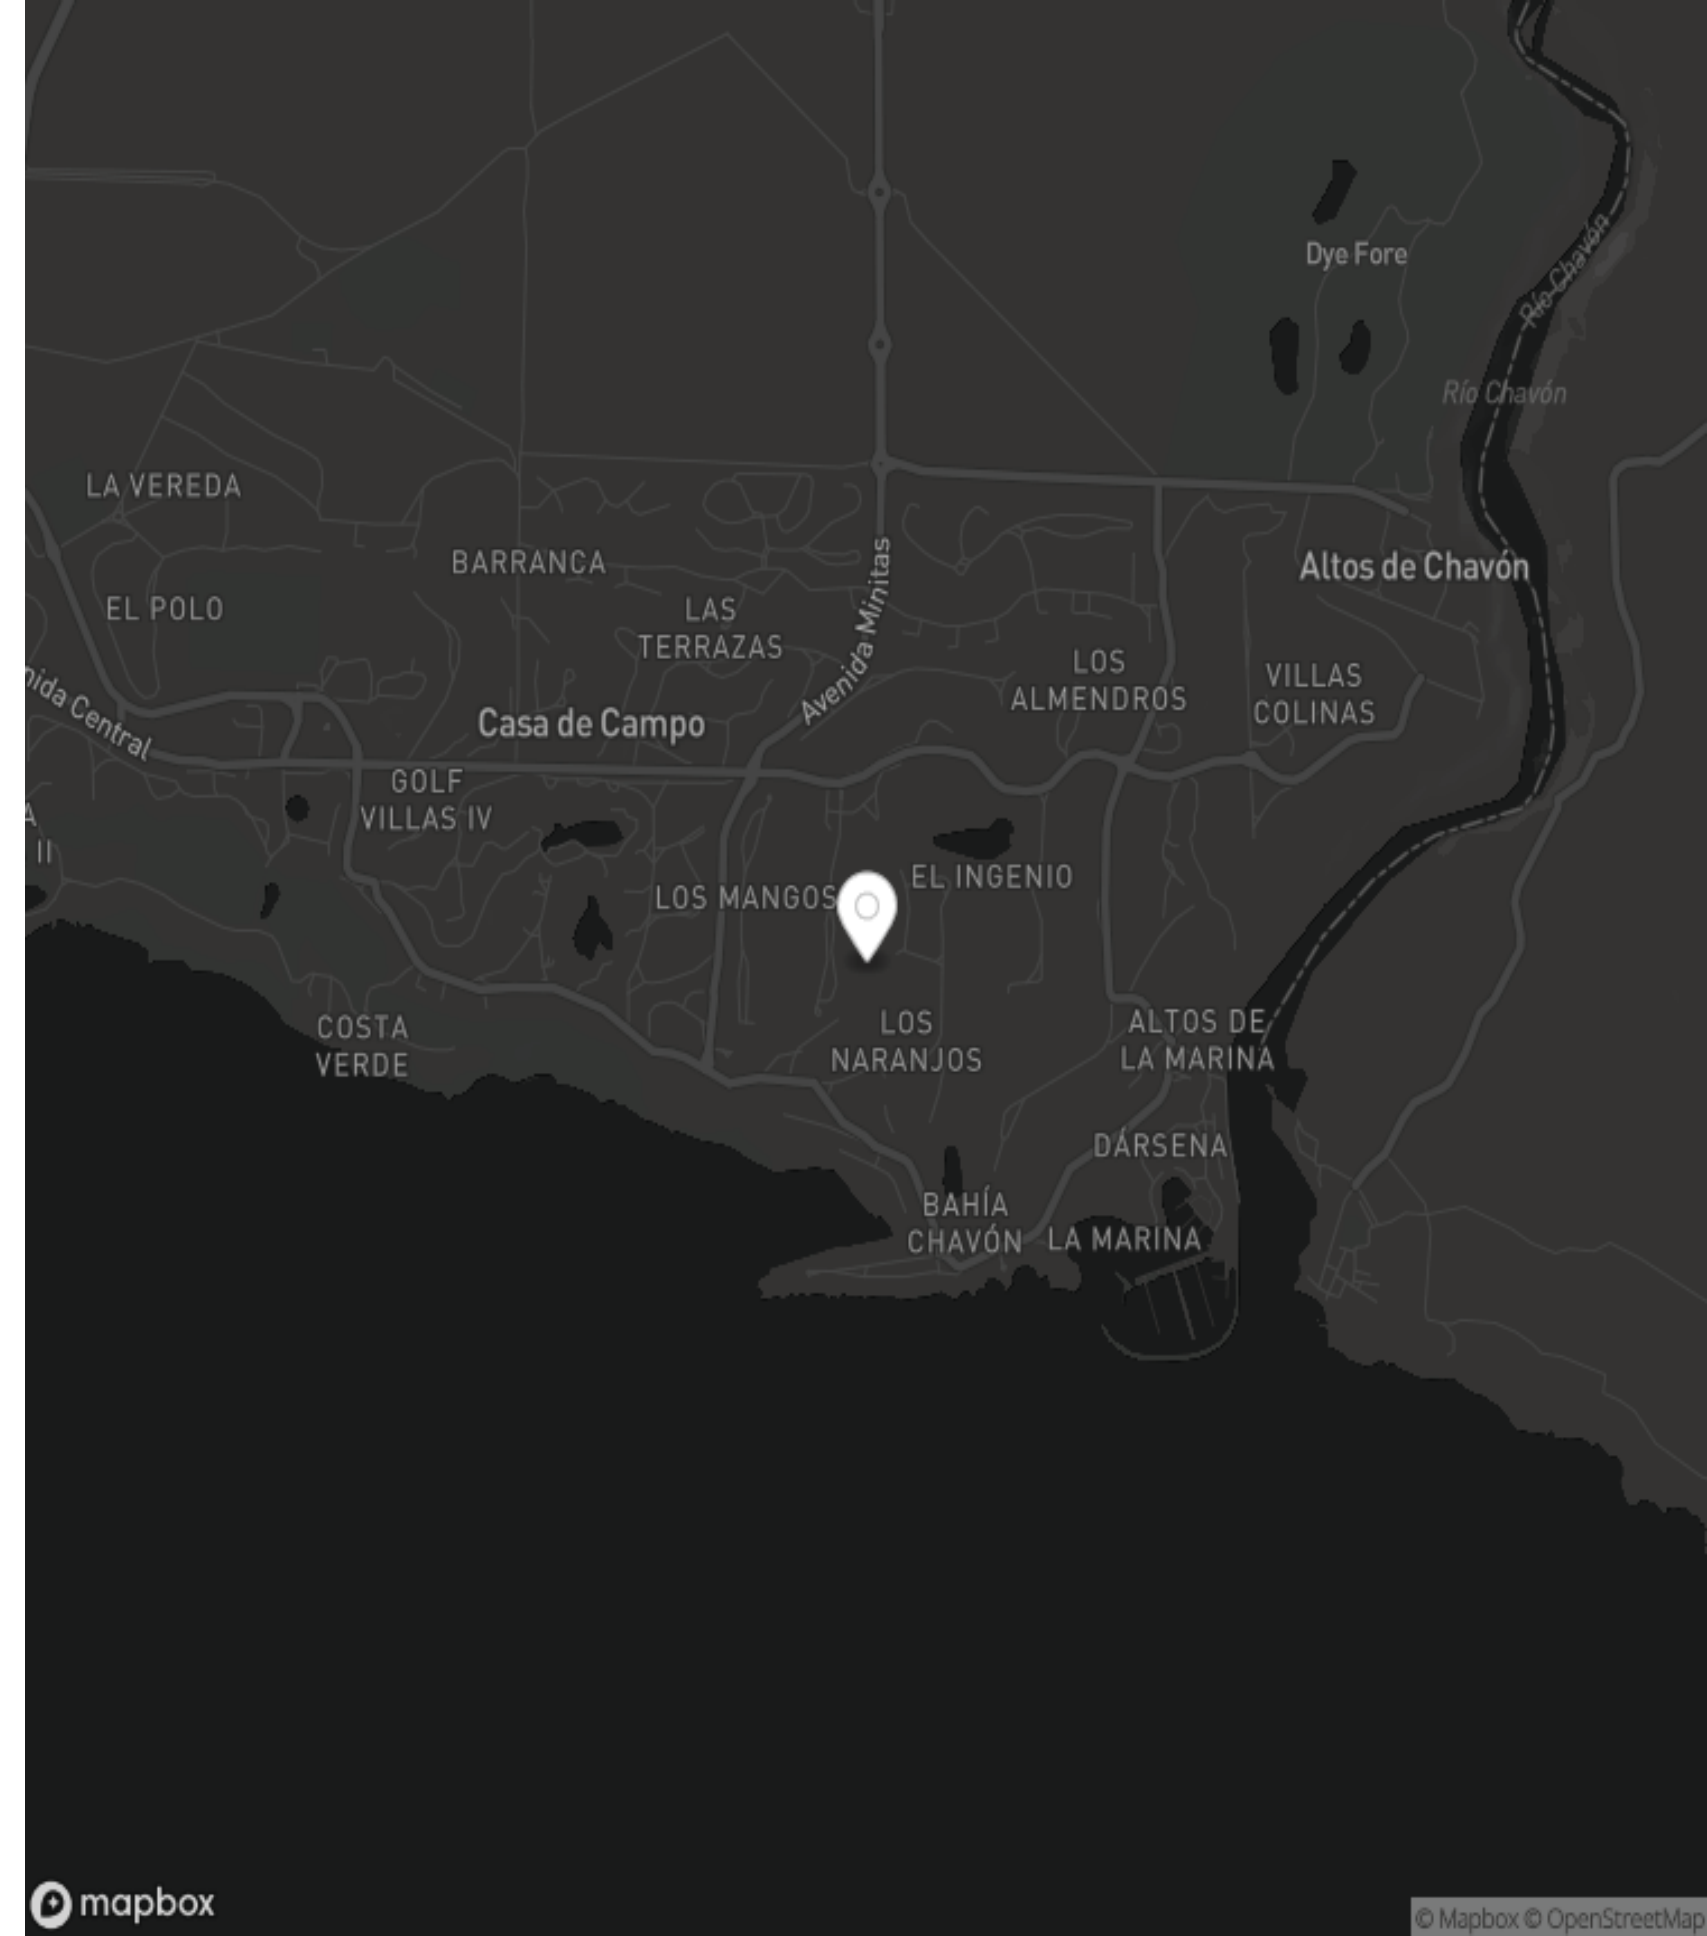 Dye Fore
Río Chavón
Río Chavón
LA VEREDA
BARRANCA
Avenida Minitas
Altos de Chavón
EL POLO
LAS
TERRAZAS
LOS
ALMENDROS
VILLAS
COLINAS
nida Central
Casa de Campo
GOLF
VILLAS IV
A
II
LOS MANGOS
EL INGENIO
COSTA
VERDE
LOS
NARANJOS
ALTOS DE
LA MARINA
DÁRSENA
BAHÍA
CHAVÓN
LA MARINA
mapbox
© Mapbox © OpenStreetMap